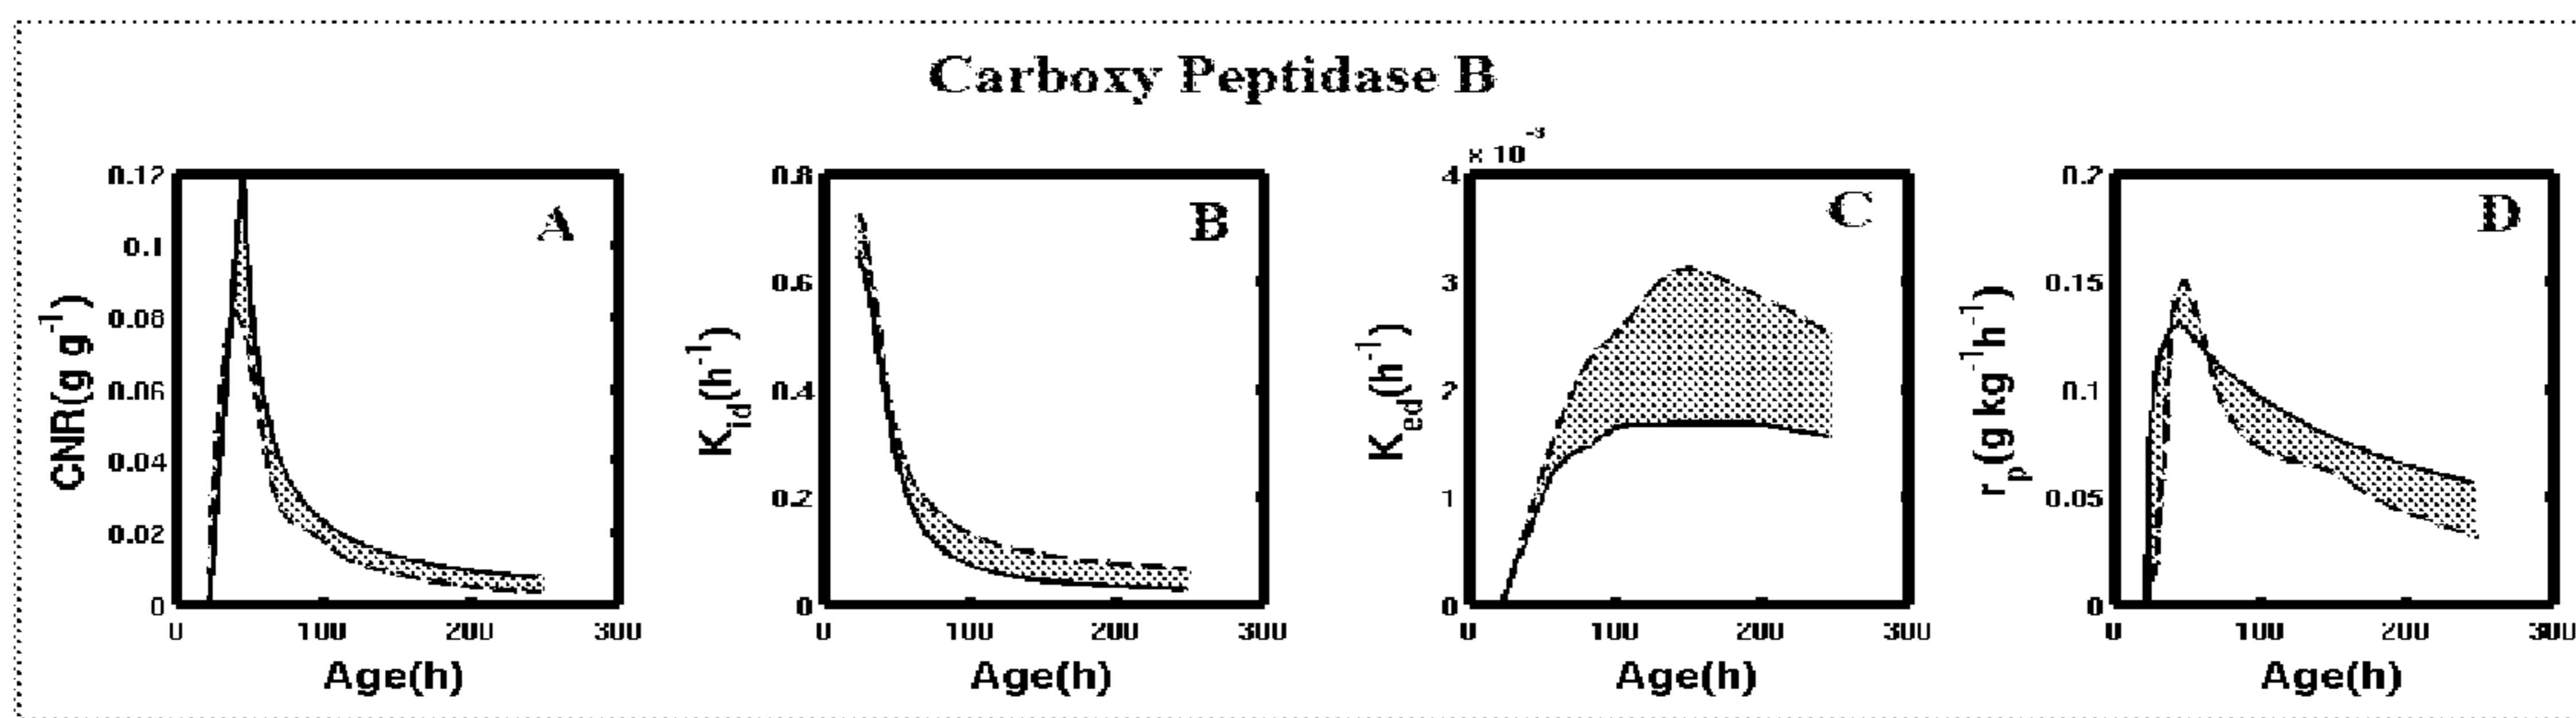 Carboxy Peptidase B
A
CNR(g g⁻¹)
0.12
0.1
0.08
0.06
0.04
0.02
0
0 100 200 300
Age(h)
B
K_id(h⁻¹)
0.8
0.6
0.4
0.2
0
0 100 200 300
Age(h)
C
× 10⁻³
K_ed(h⁻¹)
4
3
2
1
0
0 100 200 300
Age(h)
D
r_p(g kg⁻¹h⁻¹)
0.2
0.15
0.1
0.05
0
0 100 200 300
Age(h)